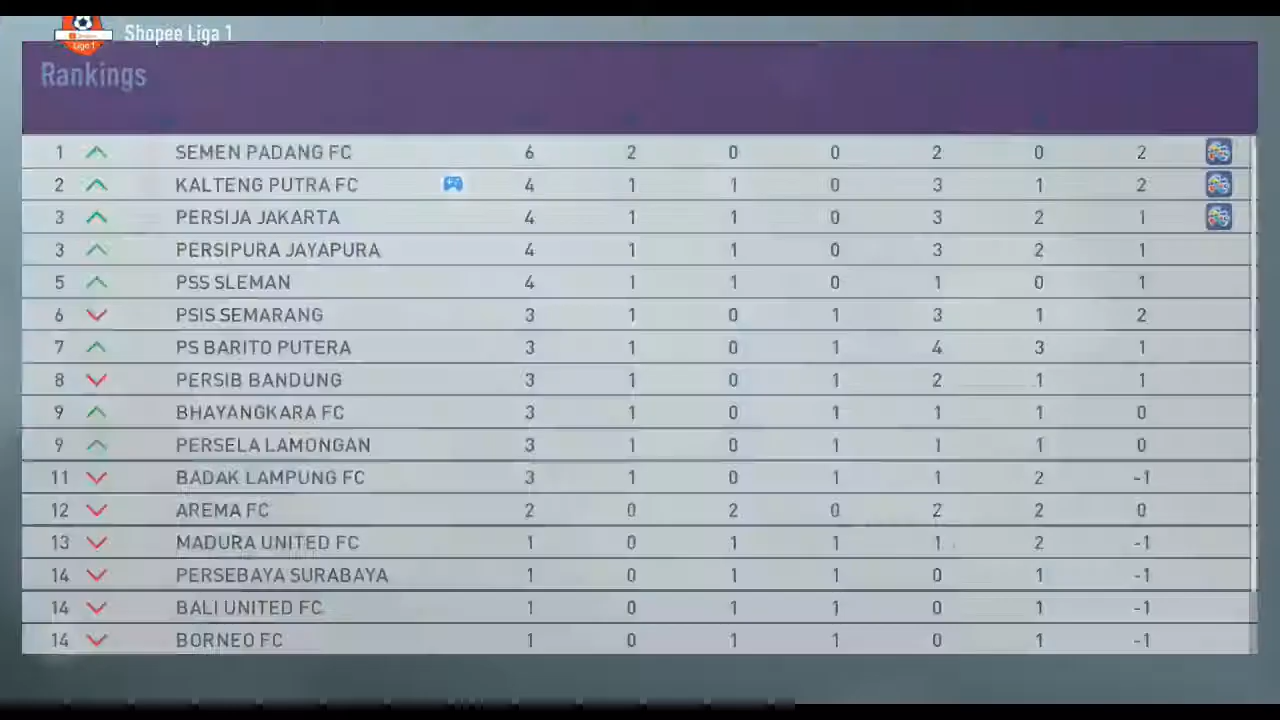 Shopee Liga 1
Liga 1
Rankings
1 SEMEN PADANG FC 6 2 0 0 2 0 2
2 KALTENG PUTRA FC 4 1 1 0 3 1 2
3 PERSIJA JAKARTA 4 1 1 0 3 2 1
3 PERSIPURA JAYAPURA 4 1 1 0 3 2 1
5 PSS SLEMAN 4 1 1 0 1 0 1
6 PSIS SEMARANG 3 1 0 1 3 1 2
7 PS BARITO PUTERA 3 1 0 1 4 3 1
8 PERSIB BANDUNG 3 1 0 1 2 1 1
9 BHAYANGKARA FC 3 1 0 1 1 1 0
9 PERSELA LAMONGAN 3 1 0 1 1 1 0
11 BADAK LAMPUNG FC 3 1 0 1 1 2 -1
12 AREMA FC 2 0 2 0 2 2 0
13 MADURA UNITED FC 1 0 1 1 1 2 -1
14 PERSEBAYA SURABAYA 1 0 1 1 0 1 -1
14 BALI UNITED FC 1 0 1 1 0 1 -1
14 BORNEO FC 1 0 1 1 0 1 -1